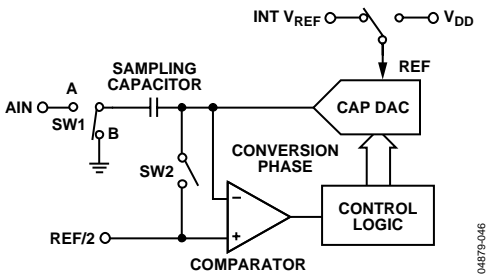 INT VREF
VDD
REF
SAMPLING
CAPACITOR
A
AIN
SW1
B
CAP DAC
SW2
CONVERSION
PHASE
−
+
CONTROL
LOGIC
REF/2
COMPARATOR
04879-046